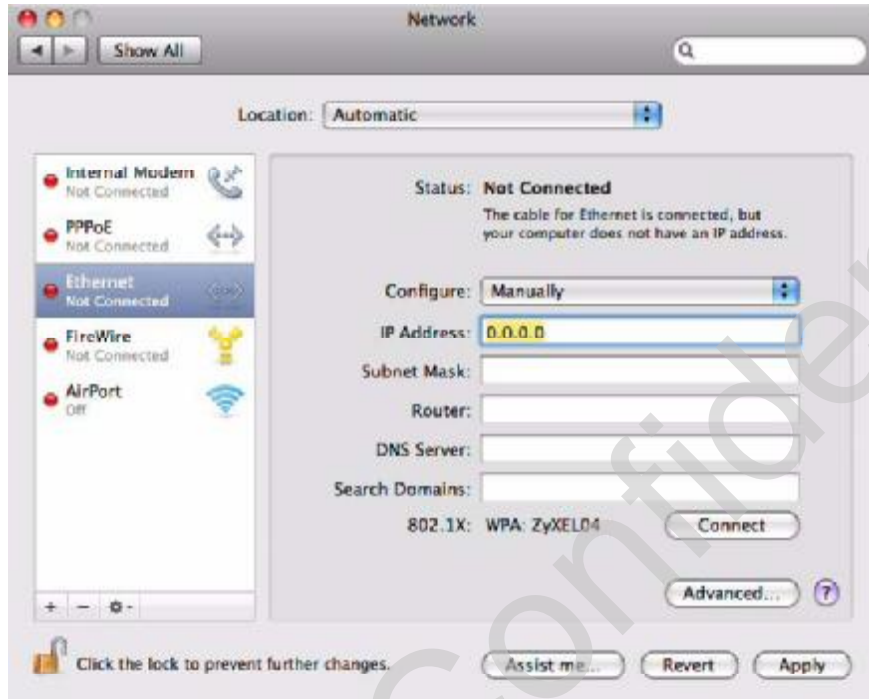 Network
Show All
Location: Automatic
Internal Modem
Not Connected
PPPoE
Not Connected
Ethernet
Not Connected
FireWire
Not Connected
AirPort
Off
Status: Not Connected
The cable for Ethernet is connected, but
your computer does not have an IP address.
Configure: Manually
IP Address: 0.0.0.0
Subnet Mask:
Router:
DNS Server:
Search Domains:
802.1X: WPA: ZyXEL04 Connect
Advanced... ?
+ −
Click the lock to prevent further changes.
Assist me... Revert Apply
Confiden